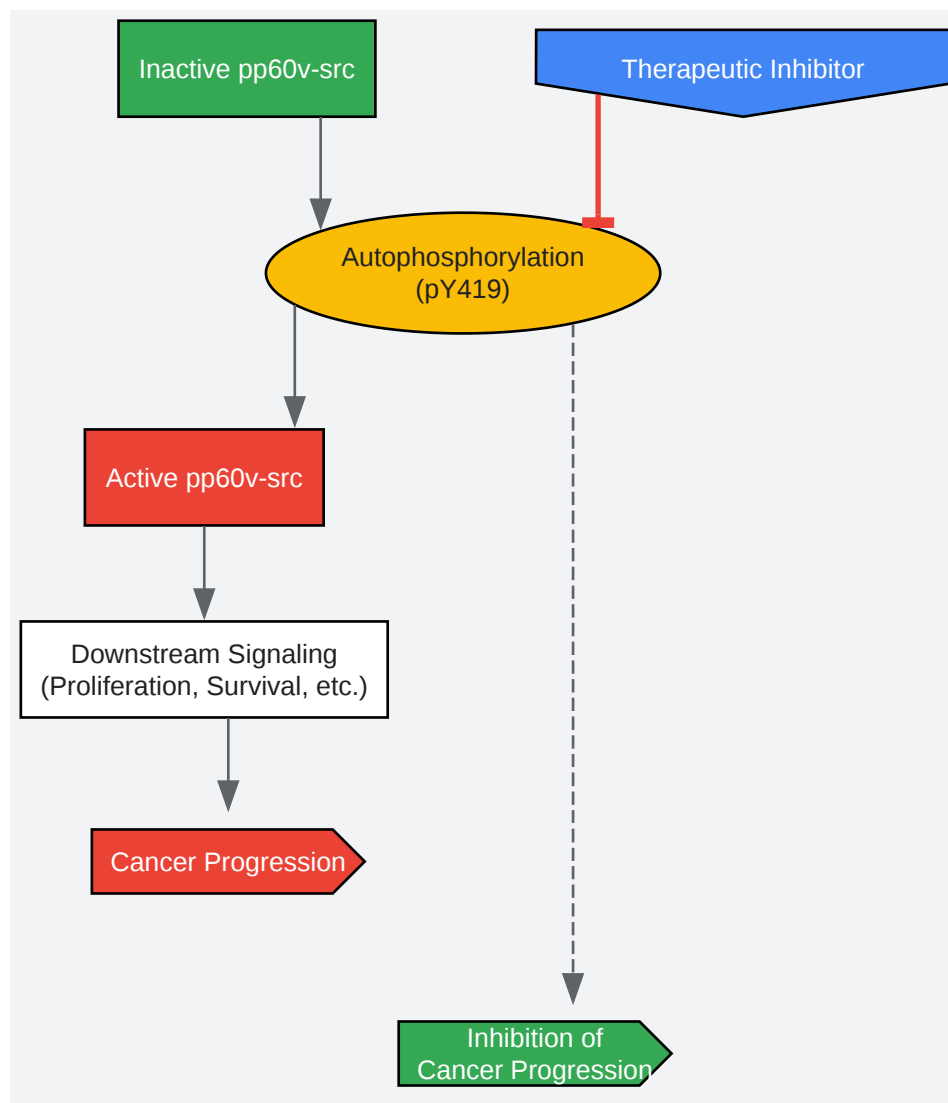 Inactive pp60v-src
Therapeutic Inhibitor
Autophosphorylation
(pY419)
Active pp60v-src
Downstream Signaling
(Proliferation, Survival, etc.)
Cancer Progression
Inhibition of
Cancer Progression